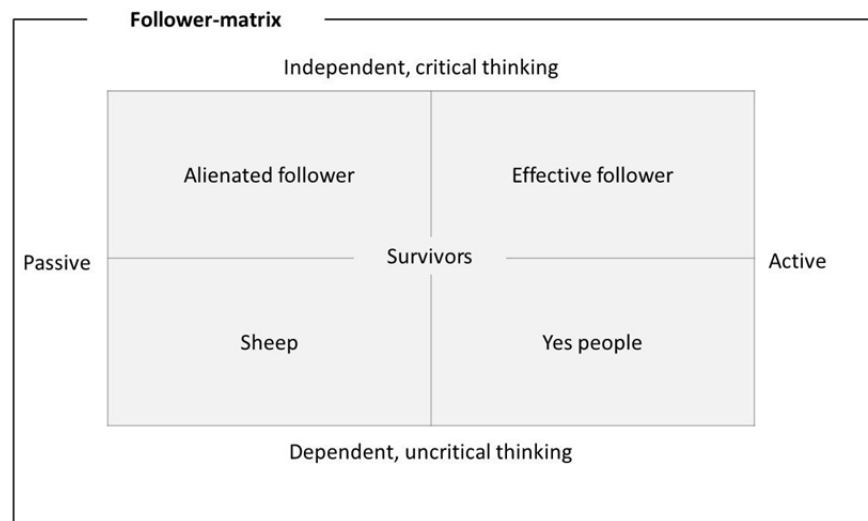 Follower-matrix
Independent, critical thinking
Alienated follower
Effective follower
Passive
Survivors
Active
Sheep
Yes people
Dependent, uncritical thinking